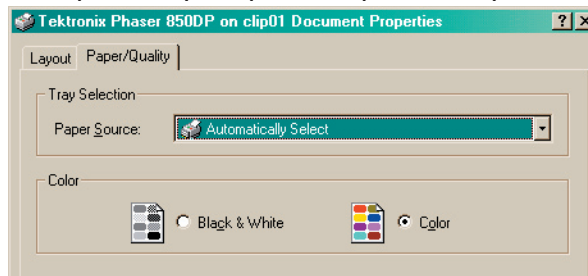 Tektronix Phaser 850DP on clip01 Document Properties
Layout Paper/Quality
Tray Selection
Paper Source: Automatically Select
Color
Black & White Color